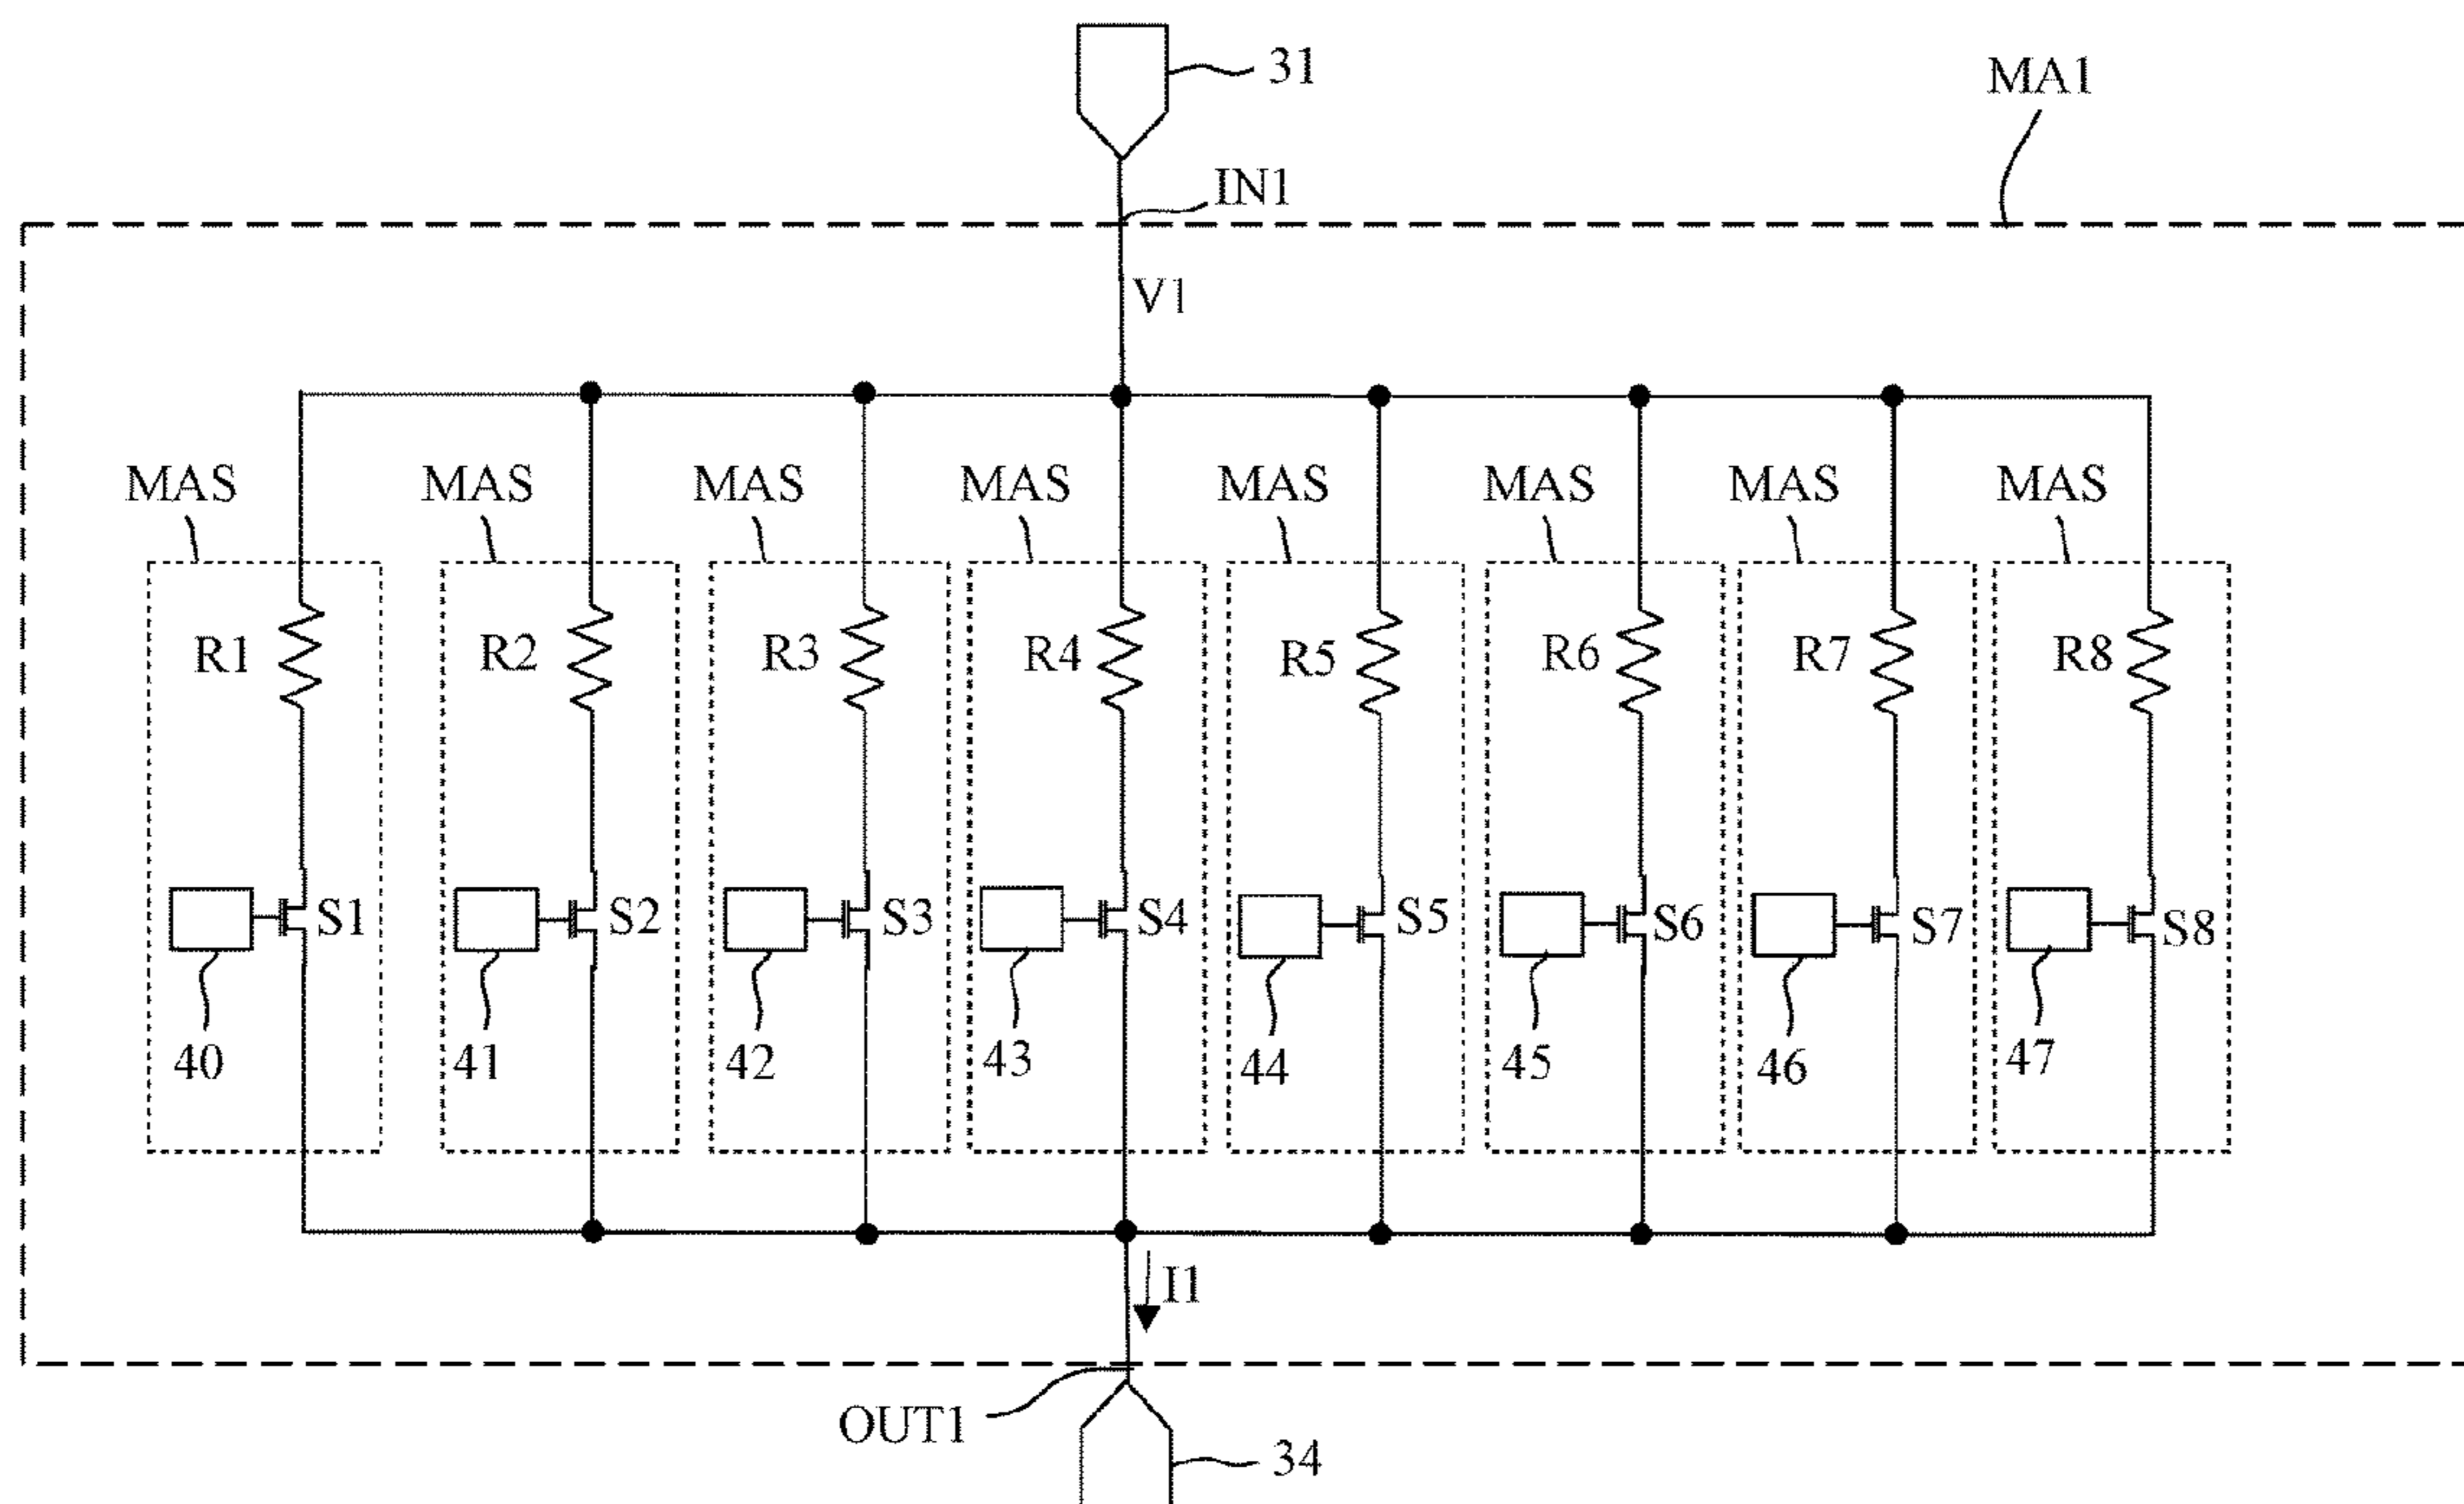 31
MA1
IN1
V1
MAS MAS MAS MAS MAS MAS MAS MAS
R1 R2 R3 R4 R5 R6 R7 R8
S1 S2 S3 S4 S5 S6 S7 S8
40 41 42 43 44 45 46 47
I1
OUT1
34